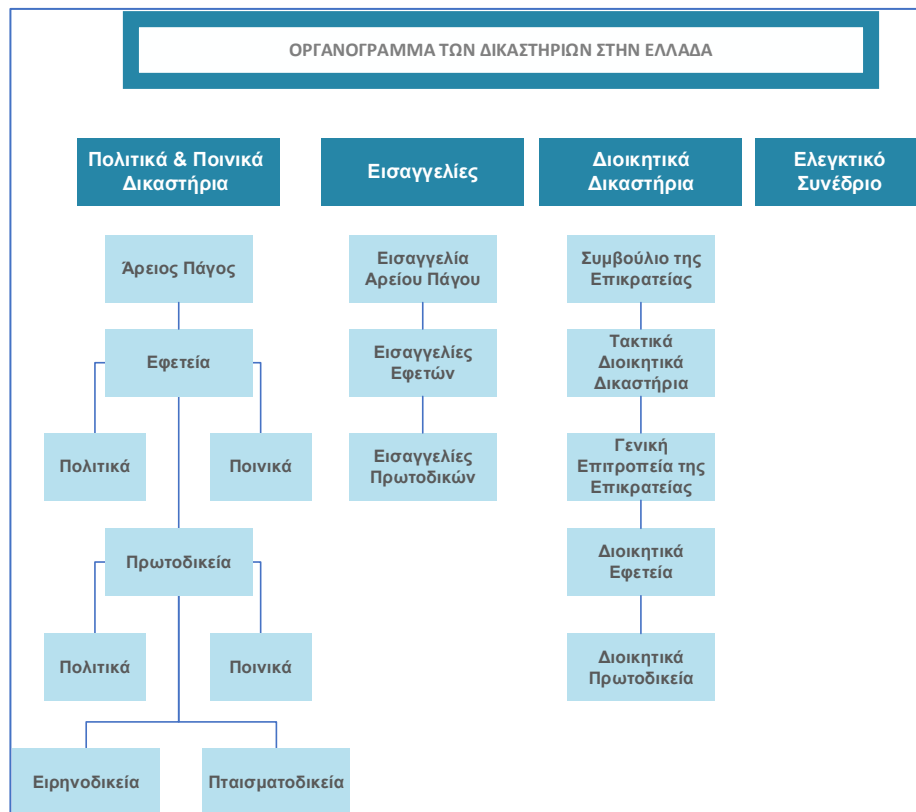 ΟΡΓΑΝΟΓΡΑΜΜΑ ΤΩΝ ΔΙΚΑΣΤΗΡΙΩΝ ΣΤΗΝ ΕΛΛΑΔΑ
Πολιτικά & Ποινικά
Δικαστήρια
Άρειος Πάγος
Εφετεία
Πολιτικά
Ποινικά
Πρωτοδικεία
Πολιτικά
Ποινικά
Ειρηνοδικεία
Πταισματοδικεία
Εισαγγελίες
Εισαγγελία
Αρείου Πάγου
Εισαγγελίες
Εφετών
Εισαγγελίες
Πρωτοδικών
Διοικητικά
Δικαστήρια
Συμβούλιο της
Επικρατείας
Τακτικά
Διοικητικά
Δικαστήρια
Γενική
Επιτροπεία της
Επικρατείας
Διοικητικά
Εφετεία
Διοικητικά
Πρωτοδικεία
Ελεγκτικό
Συνέδριο